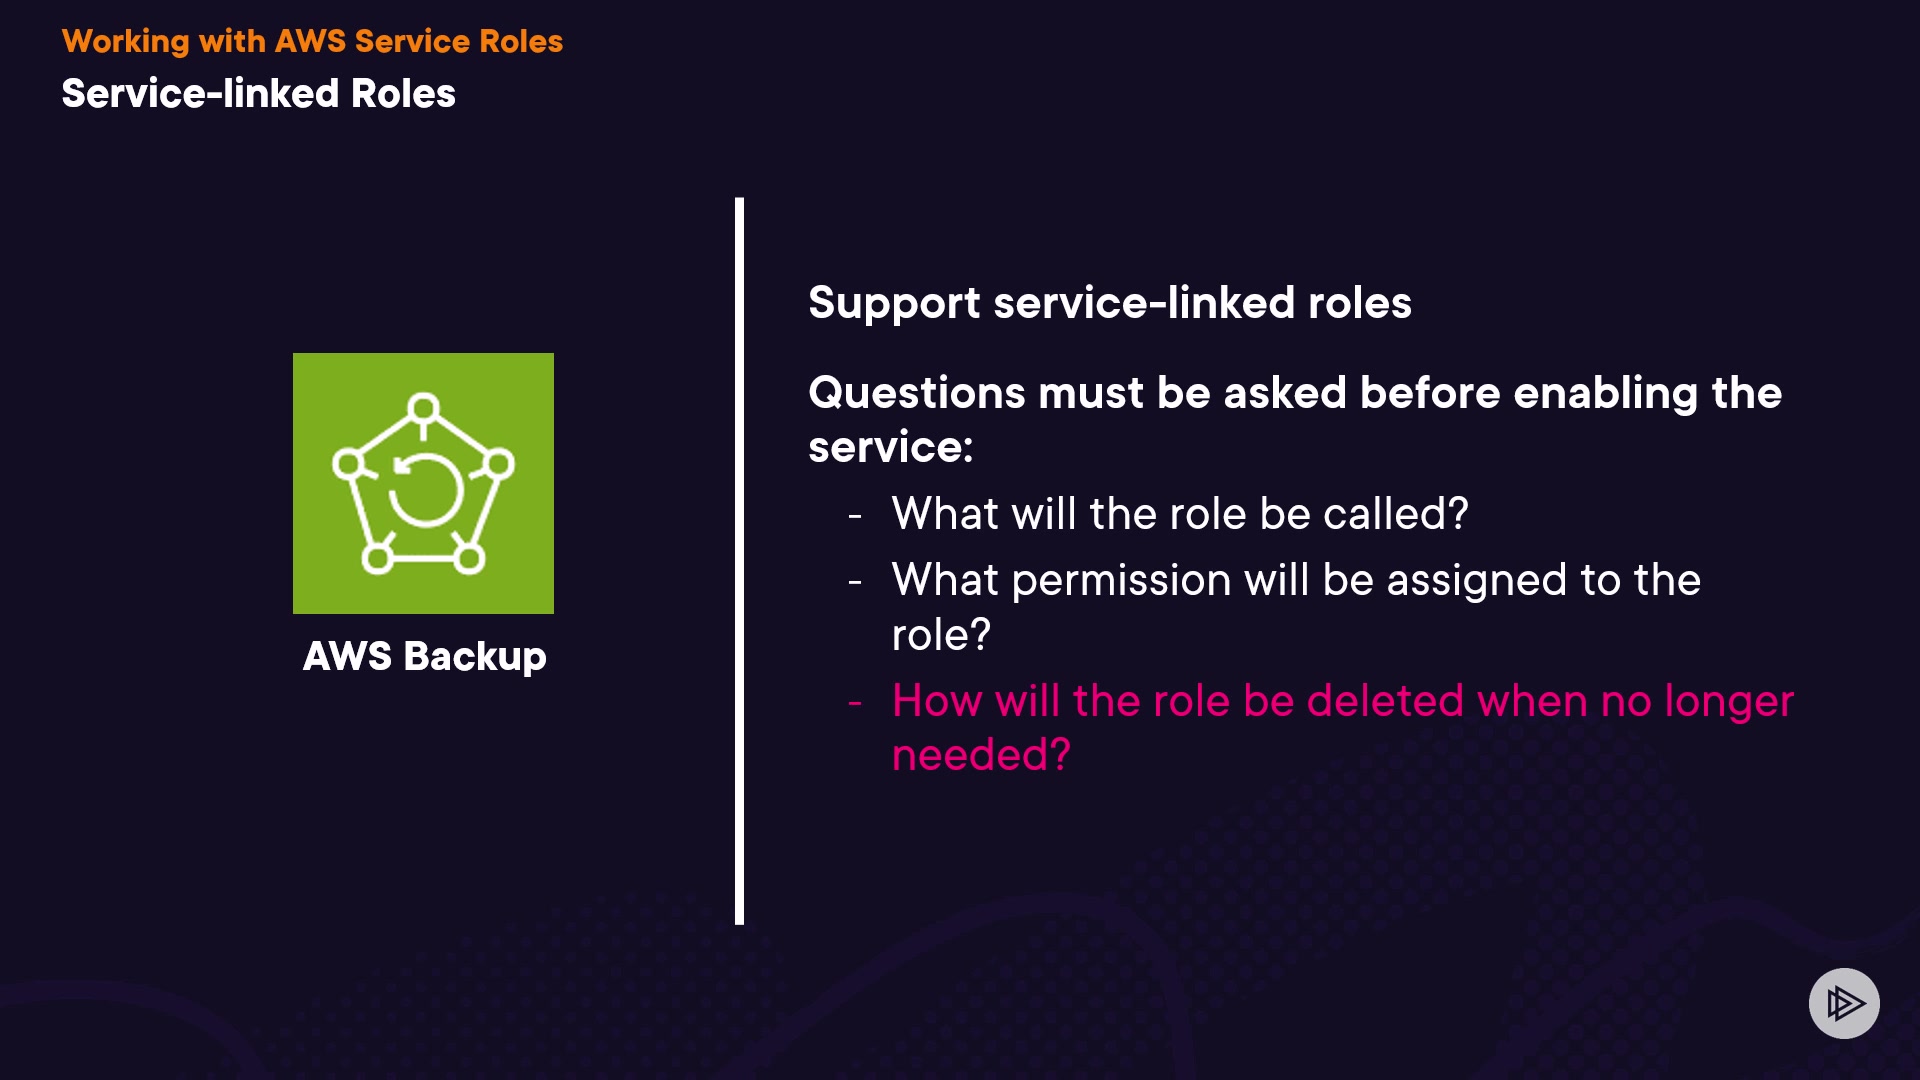 Working with AWS Service Roles
Service-linked Roles
AWS Backup
Support service-linked roles
Questions must be asked before enabling the
service:
- What will the role be called?
- What permission will be assigned to the
role?
- How will the role be deleted when no longer
needed?